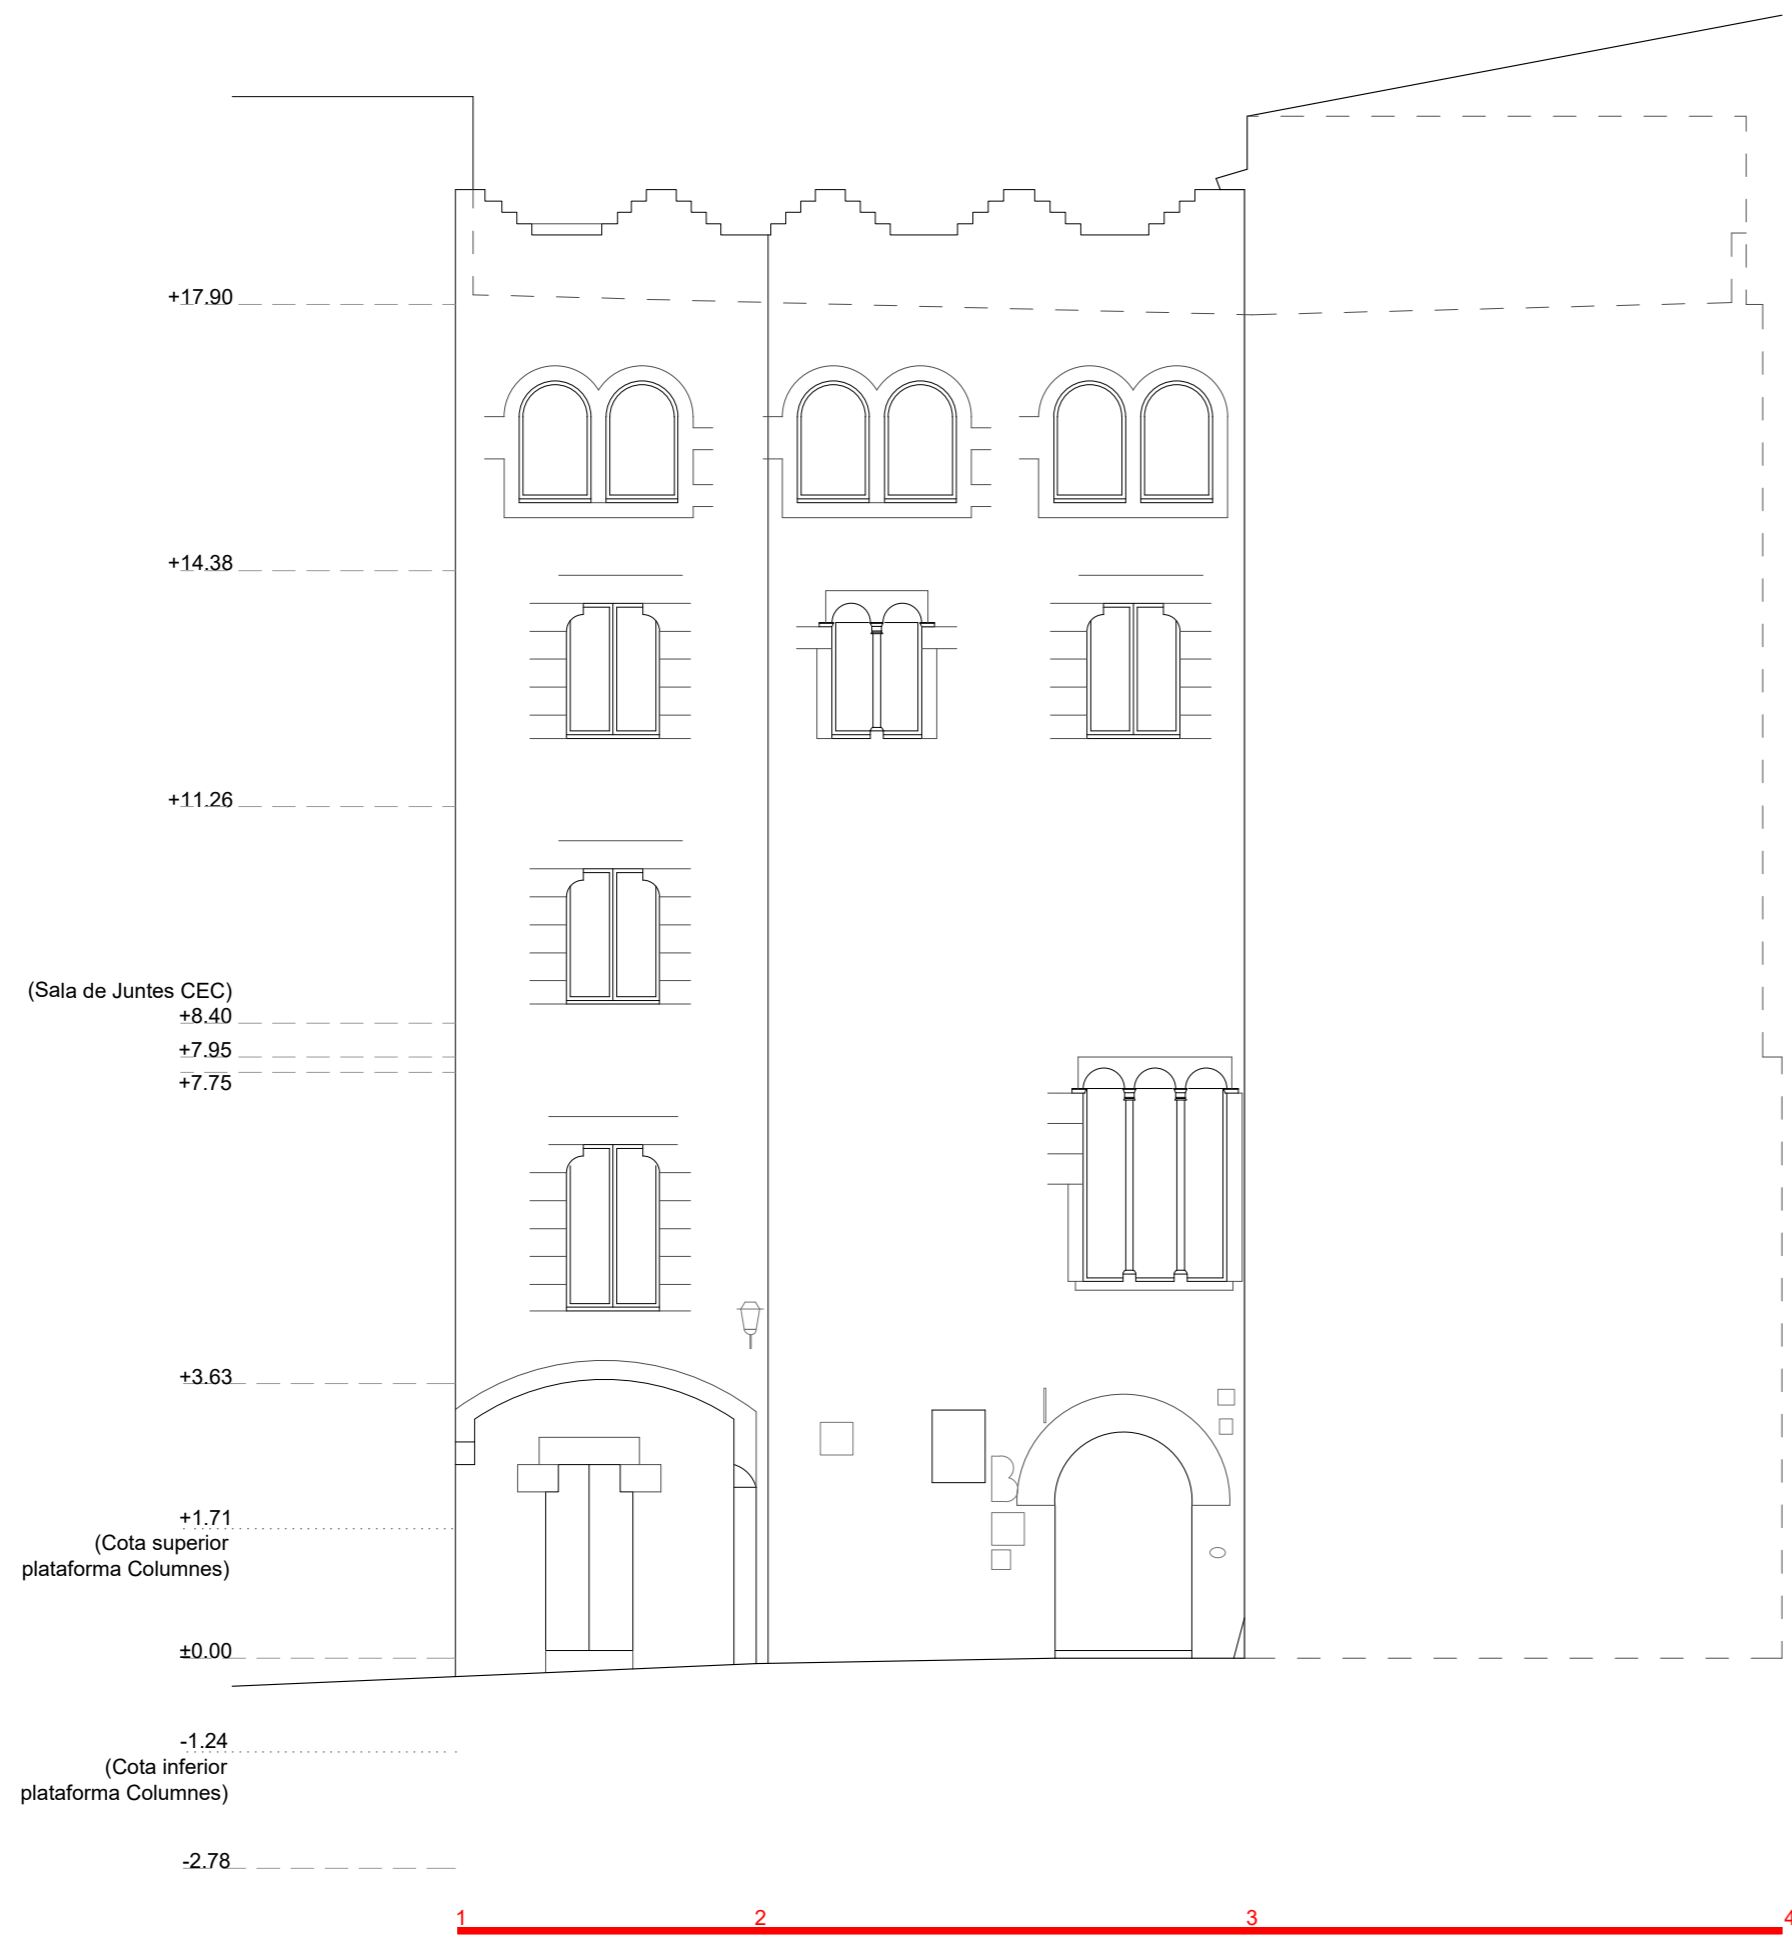 +17.90
+14.38
+11.26
(Sala de Juntes CEC)
+8.40
+7.95
+7.75
+3.63
+1.71
(Cota superior
plataforma Columnes)
±0.00
-1.24
(Cota inferior
plataforma Columnes)
-2.78
1 2 3 4